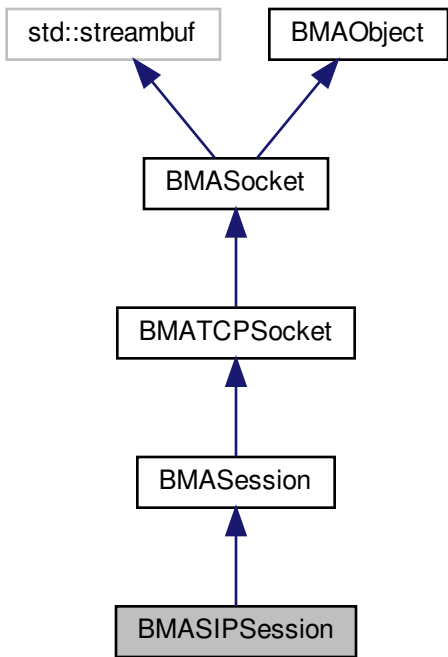 std::streambuf
BMAObject
BMASocket
BMATCPSocket
BMASession
BMASIPSession